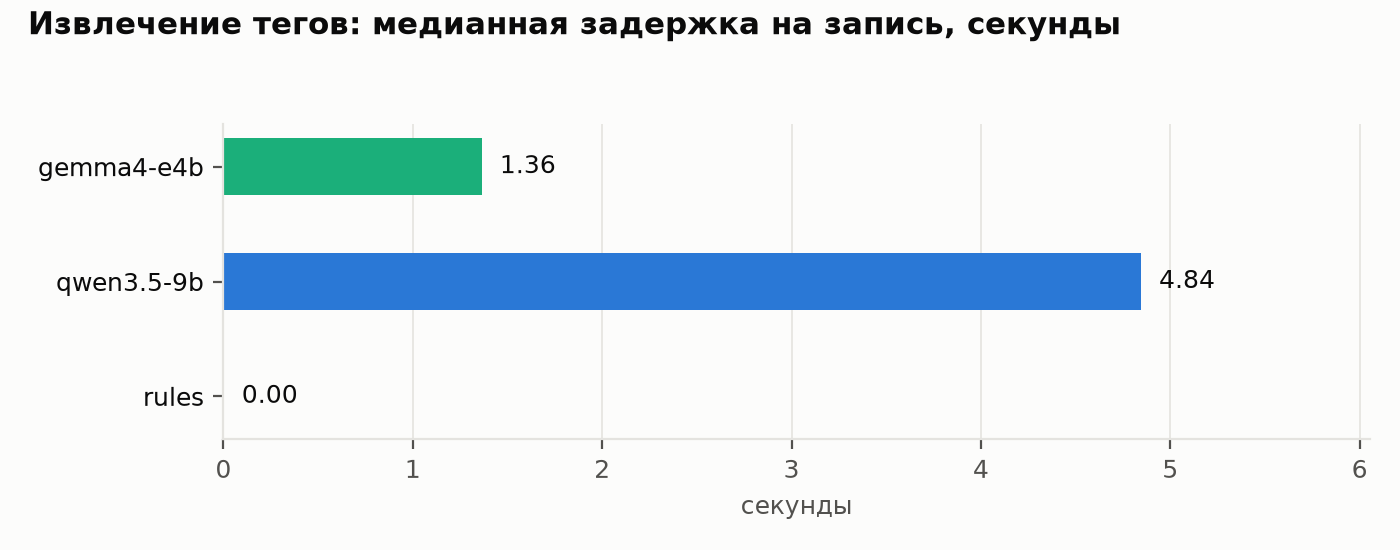 Извлечение тегов: медианная задержка на запись, секунды
gemma4-e4b
1.36
qwen3.5-9b
4.84
rules
0.00
0 1 2 3 4 5 6
секунды